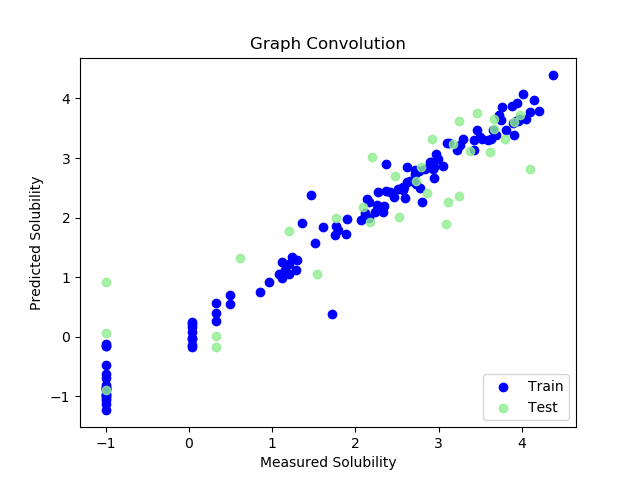 Graph Convolution
Predicted Solubility
4
3
2
1
0
−1
−1 0 1 2 3 4
Measured Solubility
Train
Test